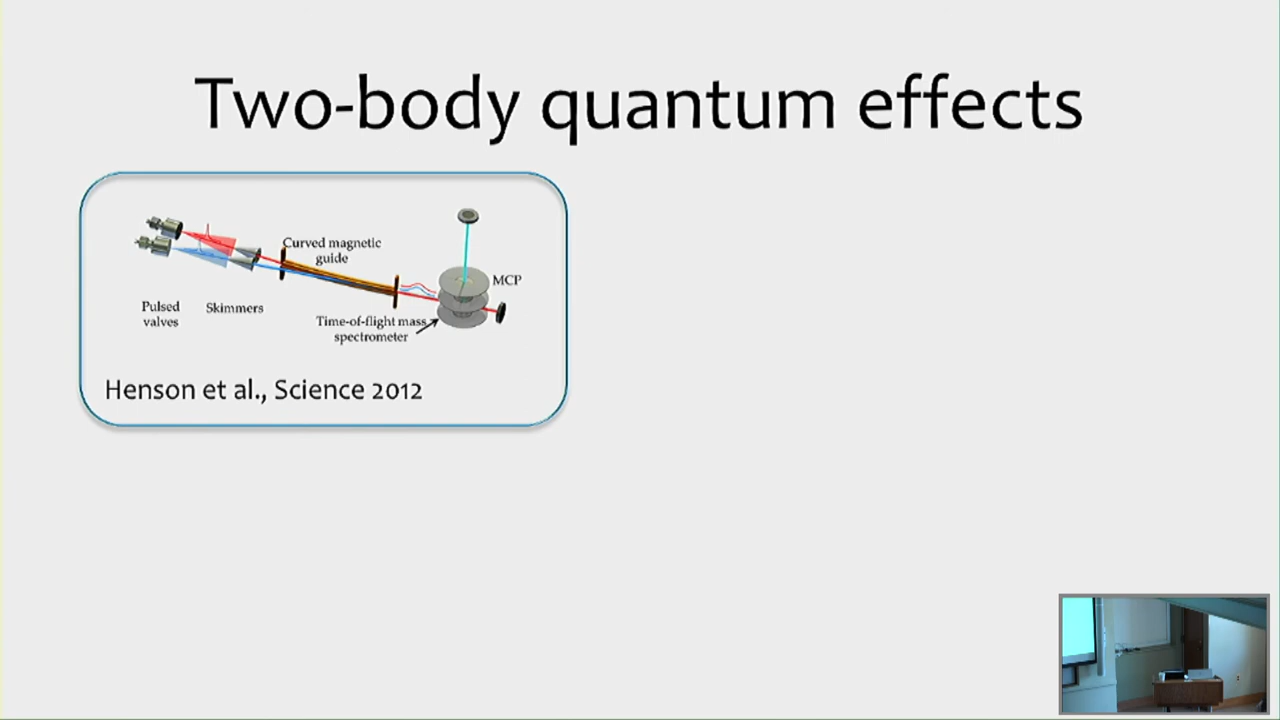 Two-body quantum effects
Curved magnetic
guide
MCP
Pulsed
valves
Skimmers
Time-of-flight mass
spectrometer
Henson et al., Science 2012